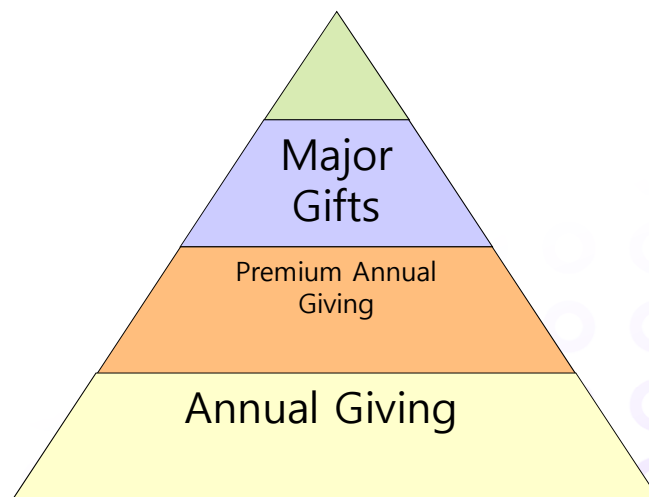 Major
Gifts
Premium Annual
Giving
Annual Giving